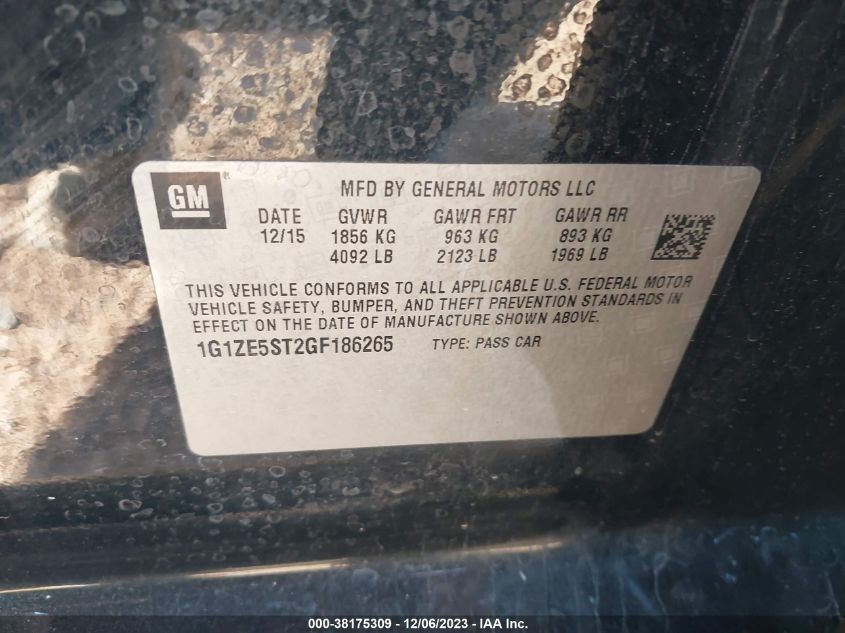 GM ®
MFD BY GENERAL MOTORS LLC
DATE GVWR GAWR FRT GAWR RR
12/15 1856 KG 963 KG 893 KG
4092 LB 2123 LB 1969 LB
THIS VEHICLE CONFORMS TO ALL APPLICABLE U.S. FEDERAL MOTOR
VEHICLE SAFETY, BUMPER, AND THEFT PREVENTION STANDARDS IN
EFFECT ON THE DATE OF MANUFACTURE SHOWN ABOVE.
1G1ZE5ST2GF186265 TYPE: PASS CAR
000-38175309 - 12/06/2023 - IAA Inc.